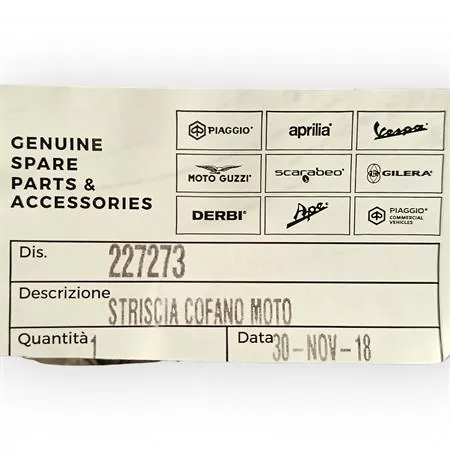 GENUINE
SPARE
PARTS &
ACCESSORIES
PIAGGIO®
aprilia®
Vespa®
MOTO GUZZI®
scarabeo®
GILERA®
DERBI®
Ape®
PIAGGIO®
COMMERCIAL
VEHICLES
Dis. 227273
Descrizione STRISCIA COFANO MOTO
Quantità 1 Data 30-NOV-18